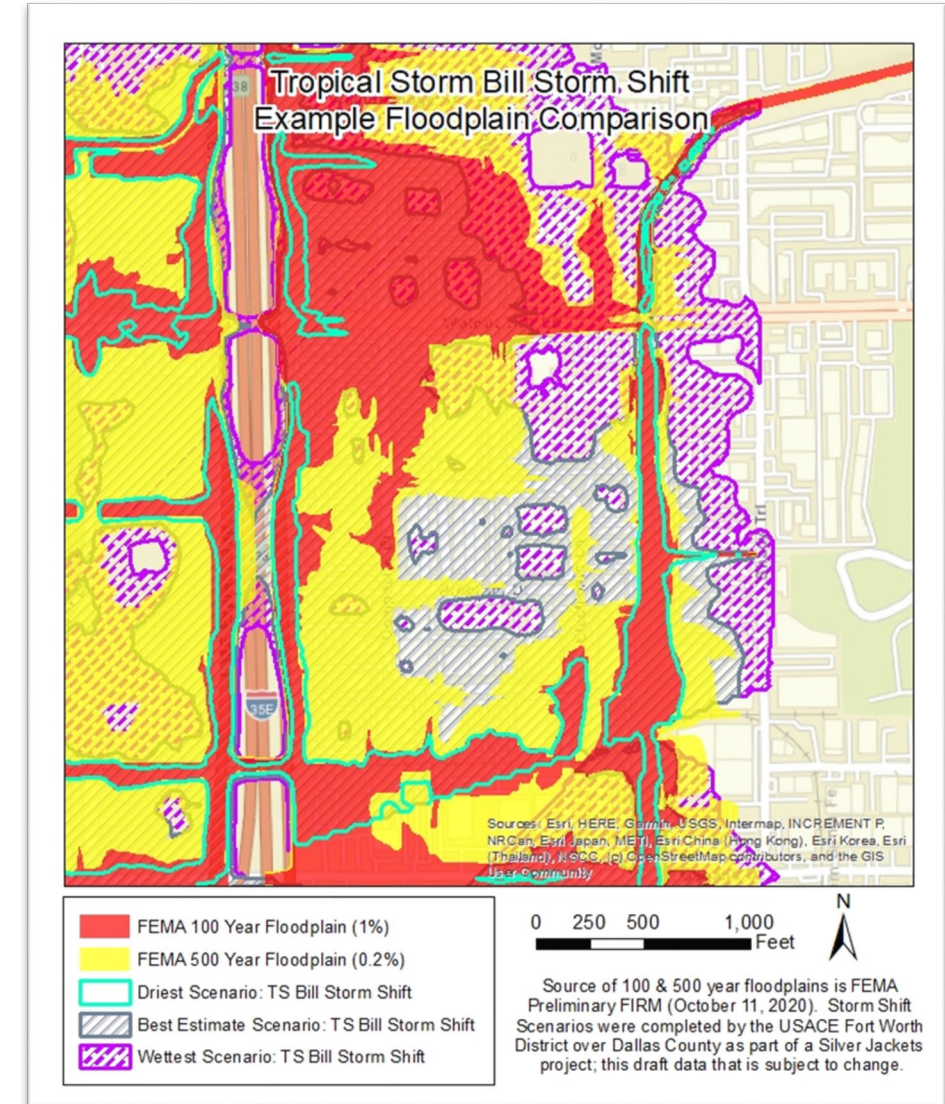 Tropical Storm Bill Storm Shift
Example Floodplain Comparison
38
35E
Sources: Esri, HERE, Garmin, USGS, Intermap, INCREMENT P,
NRCan, Esri Japan, METI, Esri China (Hong Kong), Esri Korea, Esri
(Thailand), NGCC, (c) OpenStreetMap contributors, and the GIS
User Community
FEMA 100 Year Floodplain (1%)
FEMA 500 Year Floodplain (0.2%)
Driest Scenario: TS Bill Storm Shift
Best Estimate Scenario: TS Bill Storm Shift
Wettest Scenario: TS Bill Storm Shift
0 250 500 1,000
Feet
N
Source of 100 & 500 year floodplains is FEMA
Preliminary FIRM (October 11, 2020). Storm Shift
Scenarios were completed by the USACE Fort Worth
District over Dallas County as part of a Silver Jackets
project; this draft data that is subject to change.